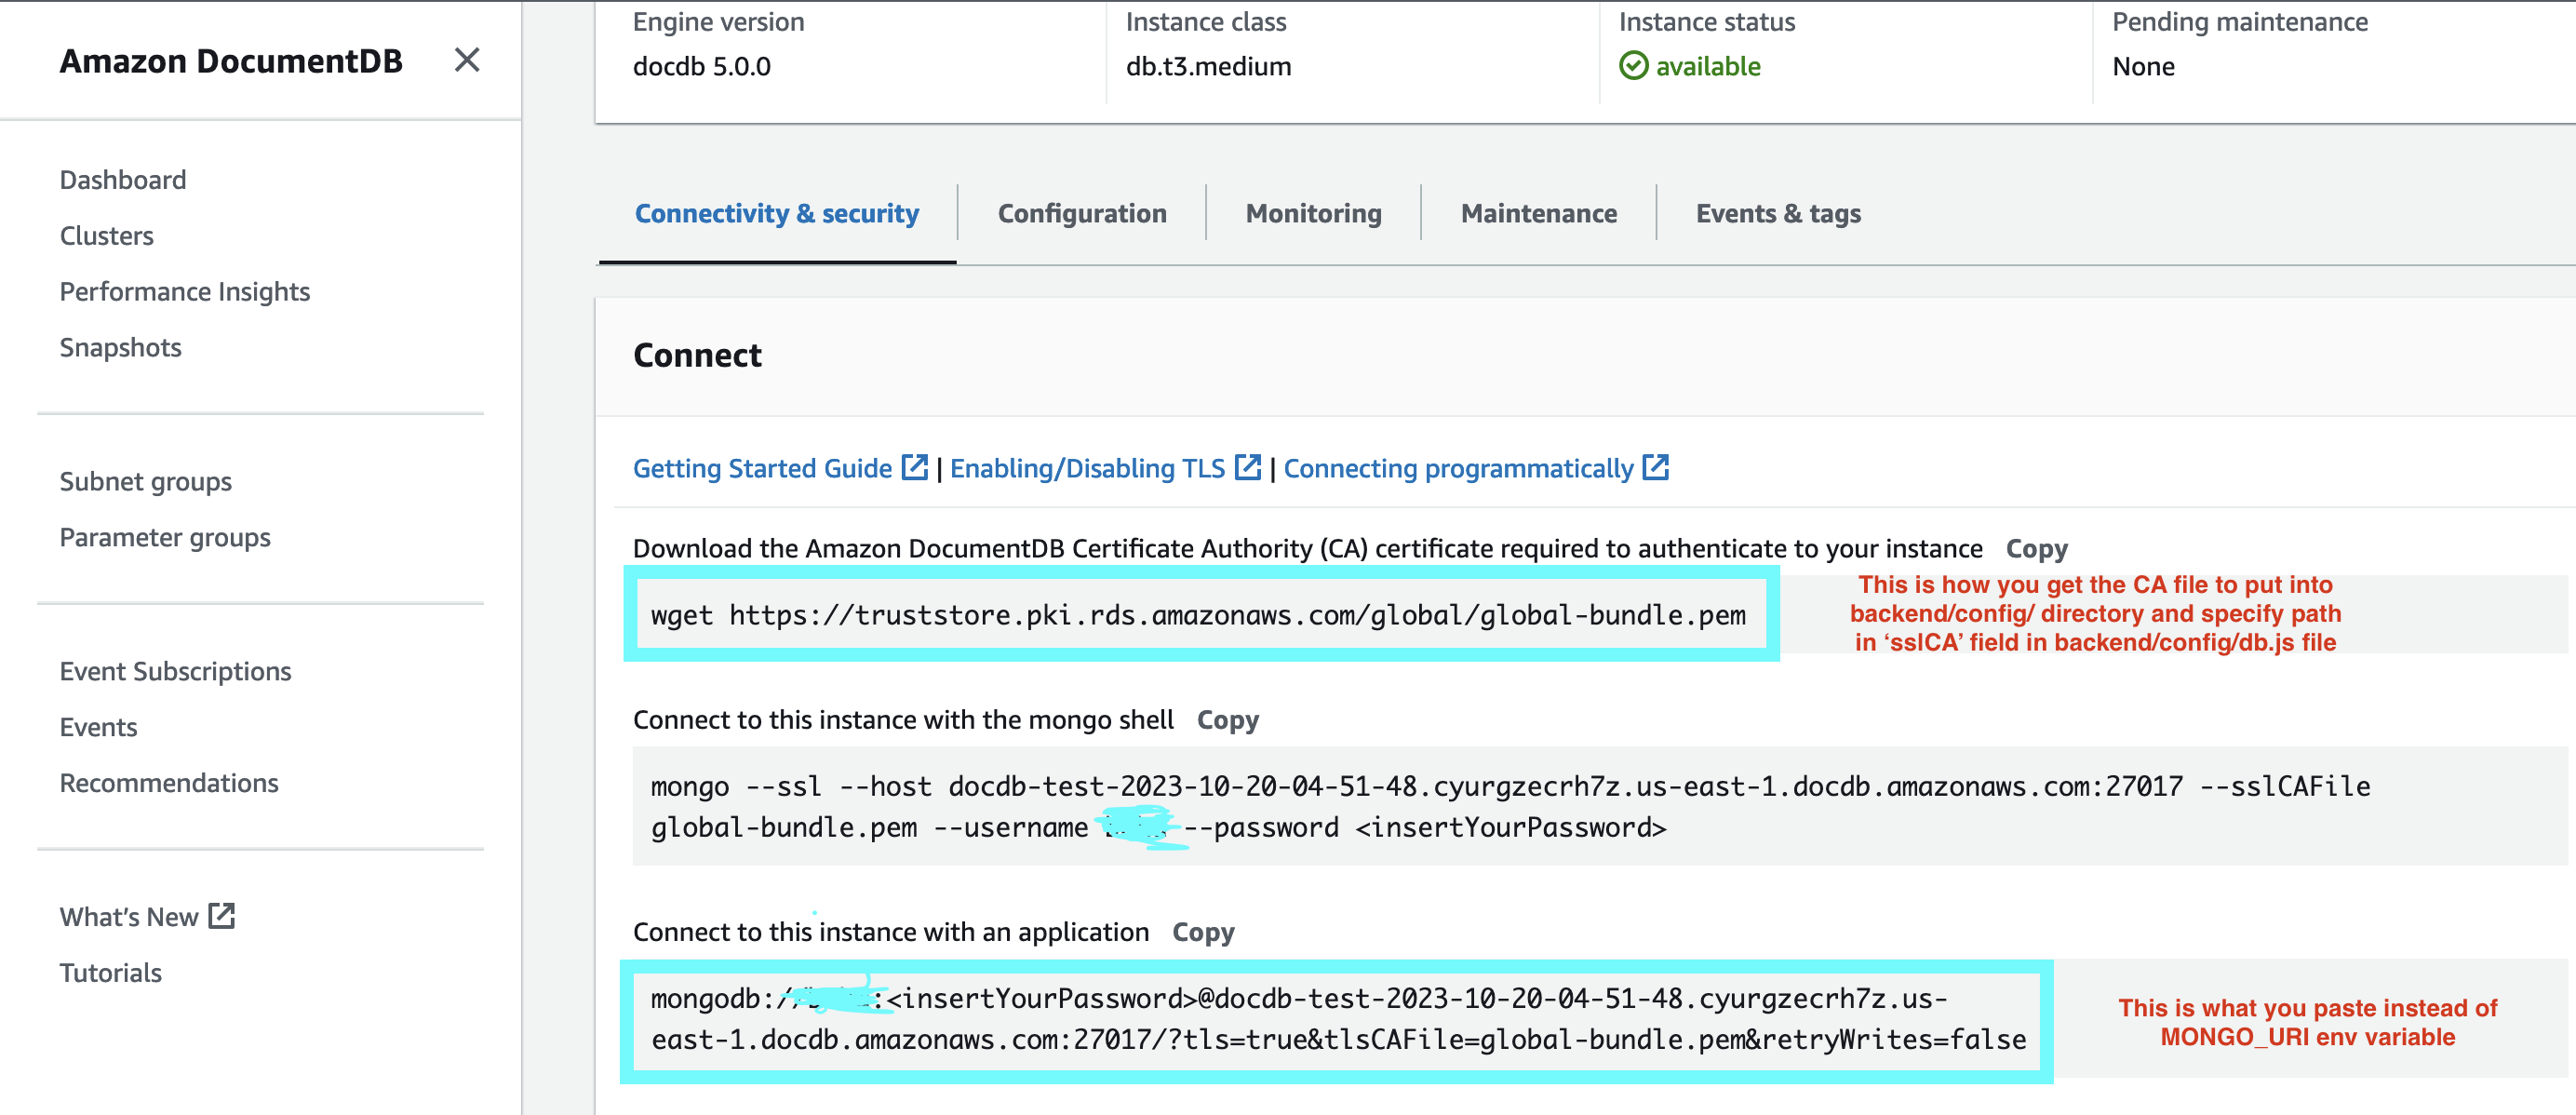 Amazon DocumentDB
Dashboard
Clusters
Performance Insights
Snapshots
Subnet groups
Parameter groups
Event Subscriptions
Events
Recommendations
What's New
Tutorials
Engine version
docdb 5.0.0
Instance class
db.t3.medium
Instance status
available
Pending maintenance
None
Connectivity & security
Configuration
Monitoring
Maintenance
Events & tags
Connect
Getting Started Guide | Enabling/Disabling TLS | Connecting programmatically
Download the Amazon DocumentDB Certificate Authority (CA) certificate required to authenticate to your instance Copy
wget https://truststore.pki.rds.amazonaws.com/global/global-bundle.pem
This is how you get the CA file to put into
backend/config/ directory and specify path
in ‘sslCA’ field in backend/config/db.js file
Connect to this instance with the mongo shell Copy
mongo --ssl --host docdb-test-2023-10-20-04-51-48.cyurgzecrh7z.us-east-1.docdb.amazonaws.com:27017 --sslCAFile
global-bundle.pem --username --password <insertYourPassword>
Connect to this instance with an application Copy
mongodb://:<insertYourPassword>@docdb-test-2023-10-20-04-51-48.cyurgzecrh7z.us-
east-1.docdb.amazonaws.com:27017/?tls=true&tlsCAFile=global-bundle.pem&retryWrites=false
This is what you paste instead of
MONGO_URI env variable